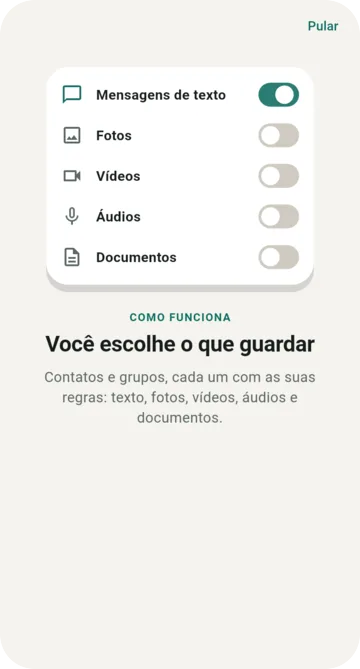 Pular
Mensagens de texto
Fotos
Vídeos
Áudios
Documentos
COMO FUNCIONA
Você escolhe o que guardar
Contatos e grupos, cada um com as suas
regras: texto, fotos, vídeos, áudios e
documentos.